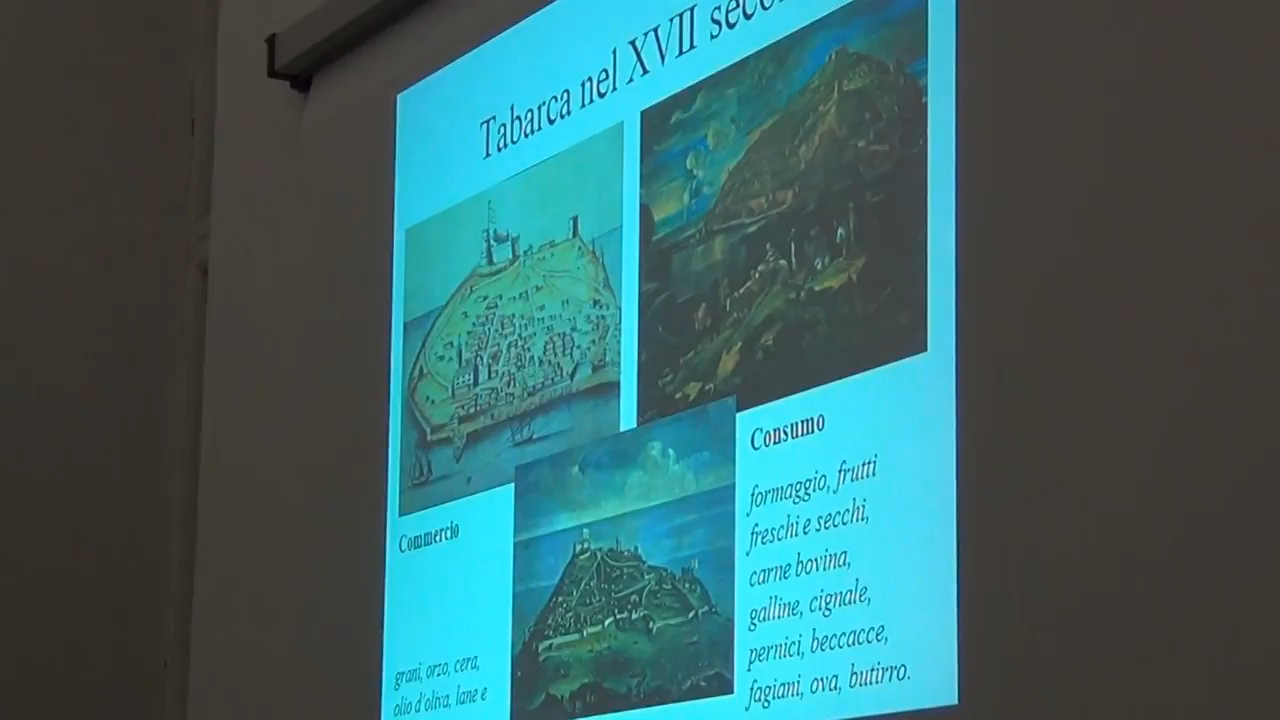 Tabarca nel XVII
Commercio
grani, orzo, cera,
olio d'oliva, lane e
Consumo
formaggio, frutti
freschi e secchi,
carne bovina,
galline, cignale,
pernici, beccacce,
fagiani, ova, butirro.